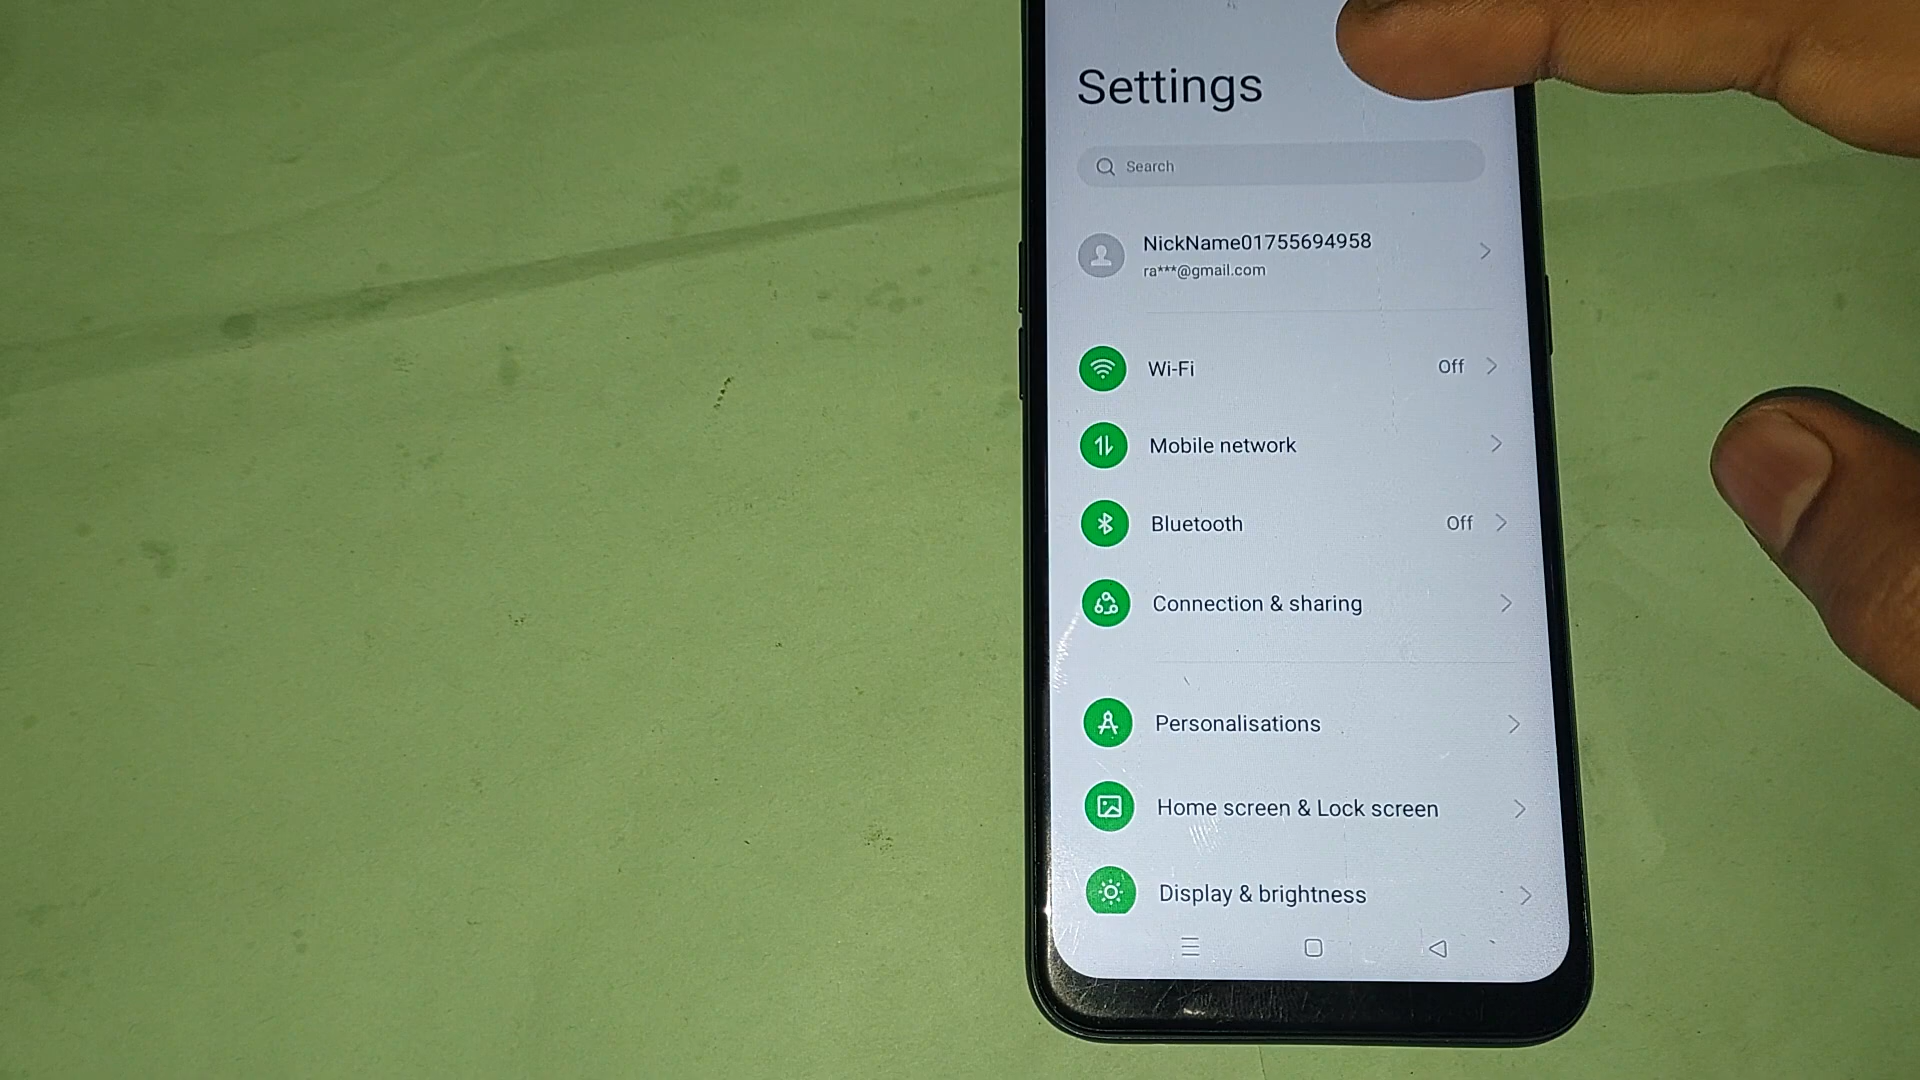 Settings
Search
NickName01755694958
ra***@gmail.com
Wi-Fi Off
Mobile network
Bluetooth Off
Connection & sharing
Personalisations
Home screen & Lock screen
Display & brightness